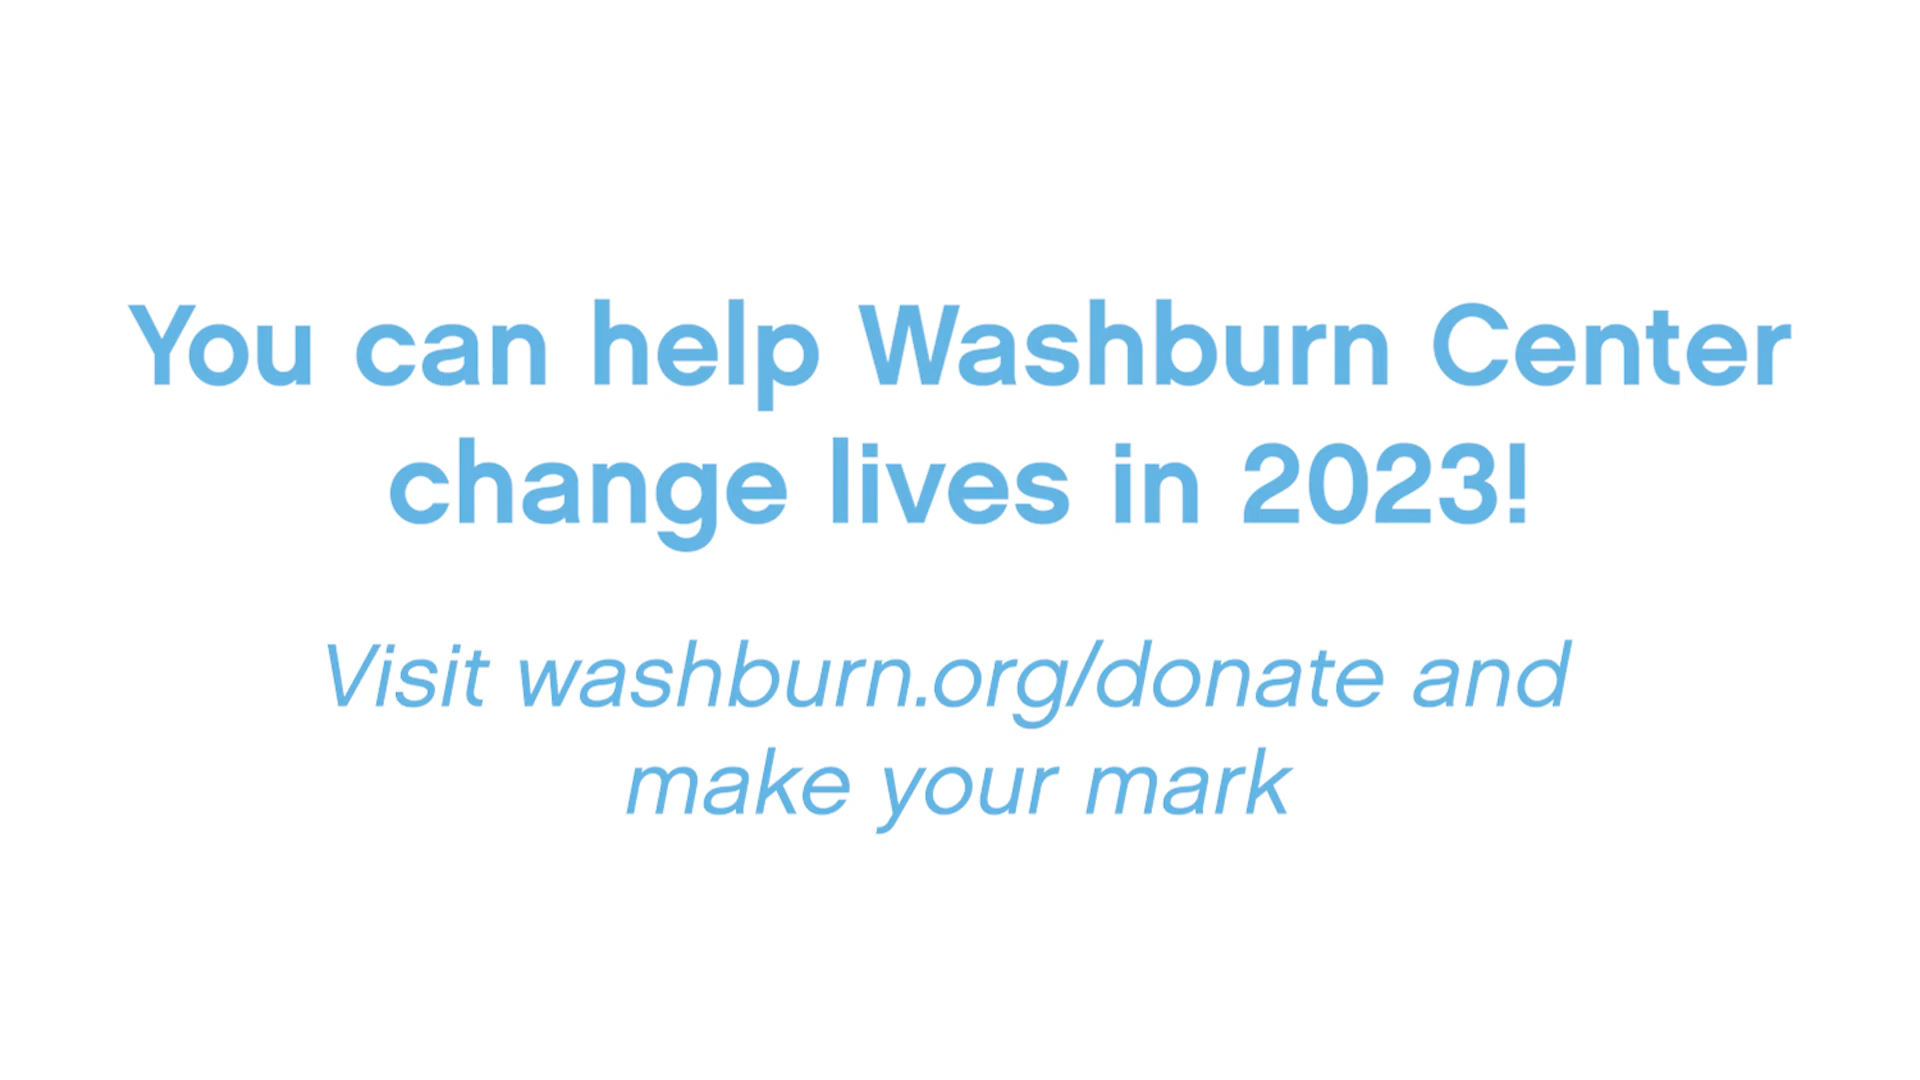 You can help Washburn Center
change lives in 2023!
Visit washburn.org/donate and
make your mark